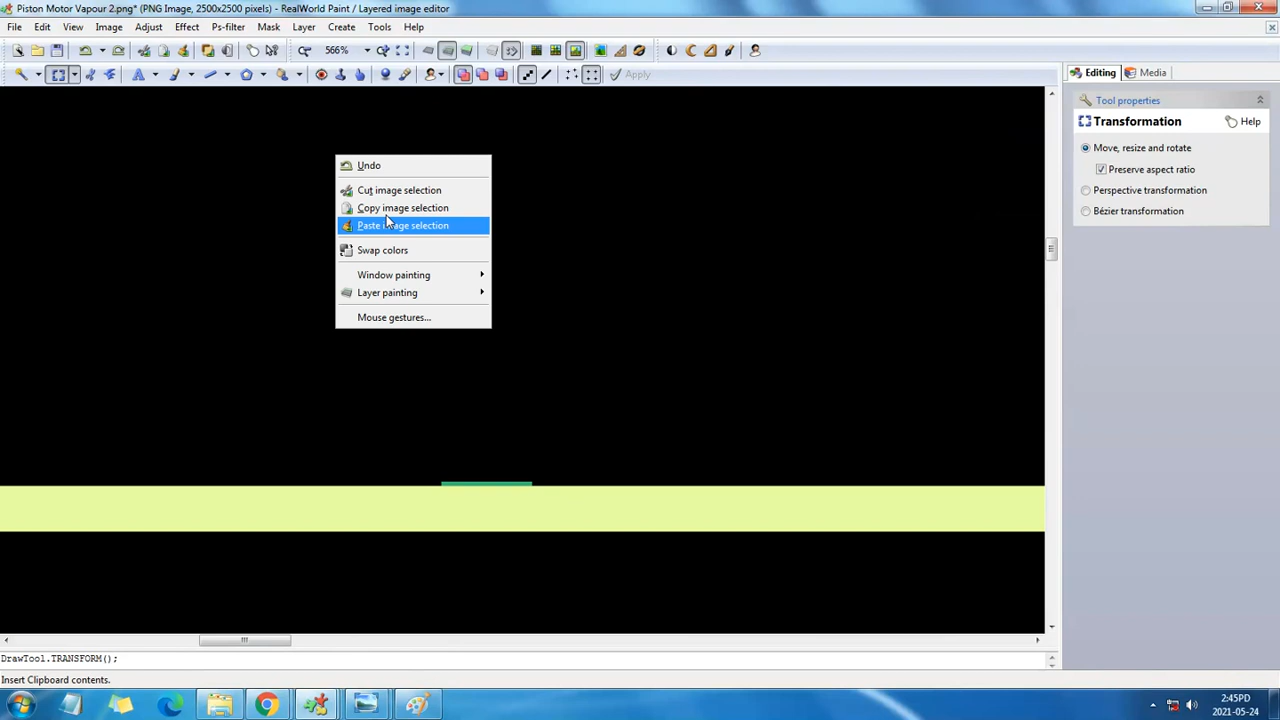 Piston Motor Vapour 2.png* (PNG Image, 2500x2500 pixels) - RealWorld Paint / Layered image editor
File Edit View Image Adjust Effect Ps-filter Mask Layer Create Tools Help
566%
Apply
Editing Media
Tool properties
Transformation Help
Move, resize and rotate
Preserve aspect ratio
Perspective transformation
Bézier transformation
Undo
Cut image selection
Copy image selection
Paste image selection
Swap colors
Window painting
Layer painting
Mouse gestures...
DrawTool.TRANSFORM();
Insert Clipboard contents.
2:45PD
2021-05-24